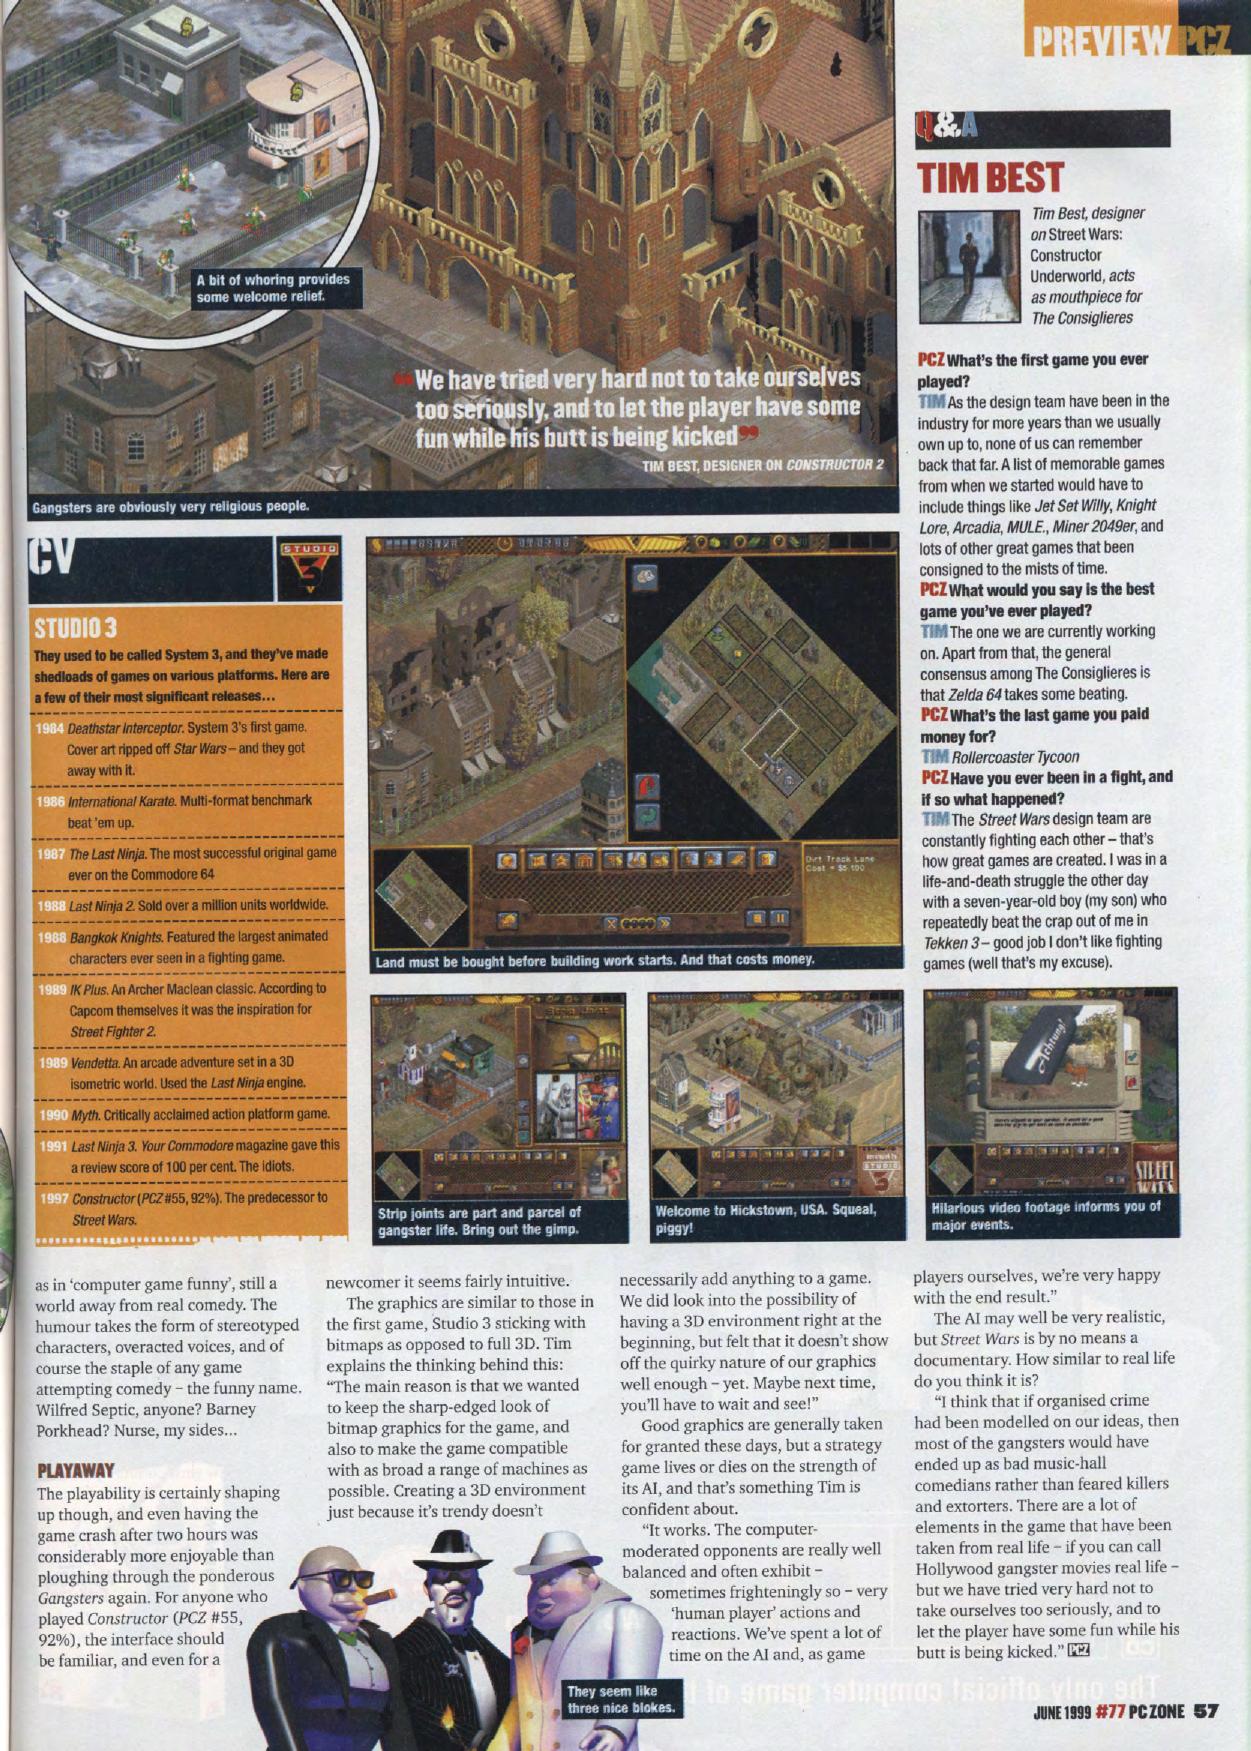 PREVIEW PCZ
A bit of whoring provides
some welcome relief.
“We have tried very hard not to take ourselves
too seriously, and to let the player have some
fun while his butt is being kicked”
TIM BEST, DESIGNER ON CONSTRUCTOR 2
Gangsters are obviously very religious people.
Q&A
TIM BEST
Tim Best, designer
on Street Wars:
Constructor
Underworld, acts
as mouthpiece for
The Consiglieres
PCZ What's the first game you ever
played?
TIM As the design team have been in the
industry for more years than we usually
own up to, none of us can remember
back that far. A list of memorable games
from when we started would have to
include things like Jet Set Willy, Knight
Lore, Arcadia, MULE., Miner 2049er, and
lots of other great games that been
consigned to the mists of time.
PCZ What would you say is the best
game you've ever played?
TIM The one we are currently working
on. Apart from that, the general
consensus among The Consiglieres is
that Zelda 64 takes some beating.
PCZ What's the last game you paid
money for?
TIM Rollercoaster Tycoon
PCZ Have you ever been in a fight, and
if so what happened?
TIM The Street Wars design team are
constantly fighting each other – that's
how great games are created. I was in a
life-and-death struggle the other day
with a seven-year-old boy (my son) who
repeatedly beat the crap out of me in
Tekken 3 – good job I don't like fighting
games (well that's my excuse).
CV
STUDIO
3
STUDIO 3
They used to be called System 3, and they've made
shedloads of games on various platforms. Here are
a few of their most significant releases...
1984 Deathstar Interceptor. System 3's first game.
Cover art ripped off Star Wars – and they got
away with it.
1986 International Karate. Multi-format benchmark
beat 'em up.
1987 The Last Ninja. The most successful original game
ever on the Commodore 64
1988 Last Ninja 2. Sold over a million units worldwide.
1988 Bangkok Knights. Featured the largest animated
characters ever seen in a fighting game.
1989 IK Plus. An Archer Maclean classic. According to
Capcom themselves it was the inspiration for
Street Fighter 2.
1989 Vendetta. An arcade adventure set in a 3D
isometric world. Used the Last Ninja engine.
1990 Myth. Critically acclaimed action platform game.
1991 Last Ninja 3. Your Commodore magazine gave this
a review score of 100 per cent. The idiots.
1997 Constructor (PCZ #55, 92%). The predecessor to
Street Wars.
Dirt Track Lane
Cost = $5,100
Land must be bought before building work starts. And that costs money.
Strip joints are part and parcel of
gangster life. Bring out the gimp.
STUDIO
3
Welcome to Hickstown, USA. Squeal,
piggy!
Achtung!
STREET
WARS
Hilarious video footage informs you of
major events.
as in ‘computer game funny’, still a
world away from real comedy. The
humour takes the form of stereotyped
characters, overacted voices, and of
course the staple of any game
attempting comedy – the funny name.
Wilfred Septic, anyone? Barney
Porkhead? Nurse, my sides...
PLAYAWAY
The playability is certainly shaping
up though, and even having the
game crash after two hours was
considerably more enjoyable than
ploughing through the ponderous
Gangsters again. For anyone who
played Constructor (PCZ #55,
92%), the interface should
be familiar, and even for a
newcomer it seems fairly intuitive.
The graphics are similar to those in
the first game, Studio 3 sticking with
bitmaps as opposed to full 3D. Tim
explains the thinking behind this:
“The main reason is that we wanted
to keep the sharp-edged look of
bitmap graphics for the game, and
also to make the game compatible
with as broad a range of machines as
possible. Creating a 3D environment
just because it's trendy doesn't
They seem like
three nice blokes.
necessarily add anything to a game.
We did look into the possibility of
having a 3D environment right at the
beginning, but felt that it doesn't show
off the quirky nature of our graphics
well enough – yet. Maybe next time,
you'll have to wait and see!”
Good graphics are generally taken
for granted these days, but a strategy
game lives or dies on the strength of
its AI, and that's something Tim is
confident about.
“It works. The computer-
moderated opponents are really well
balanced and often exhibit –
sometimes frighteningly so – very
‘human player’ actions and
reactions. We've spent a lot of
time on the AI and, as game
players ourselves, we're very happy
with the end result.”
The AI may well be very realistic,
but Street Wars is by no means a
documentary. How similar to real life
do you think it is?
“I think that if organised crime
had been modelled on our ideas, then
most of the gangsters would have
ended up as bad music-hall
comedians rather than feared killers
and extorters. There are a lot of
elements in the game that have been
taken from real life – if you can call
Hollywood gangster movies real life –
but we have tried very hard not to
take ourselves too seriously, and to
let the player have some fun while his
butt is being kicked.” PCZ
JUNE 1999 #77 PC ZONE 57